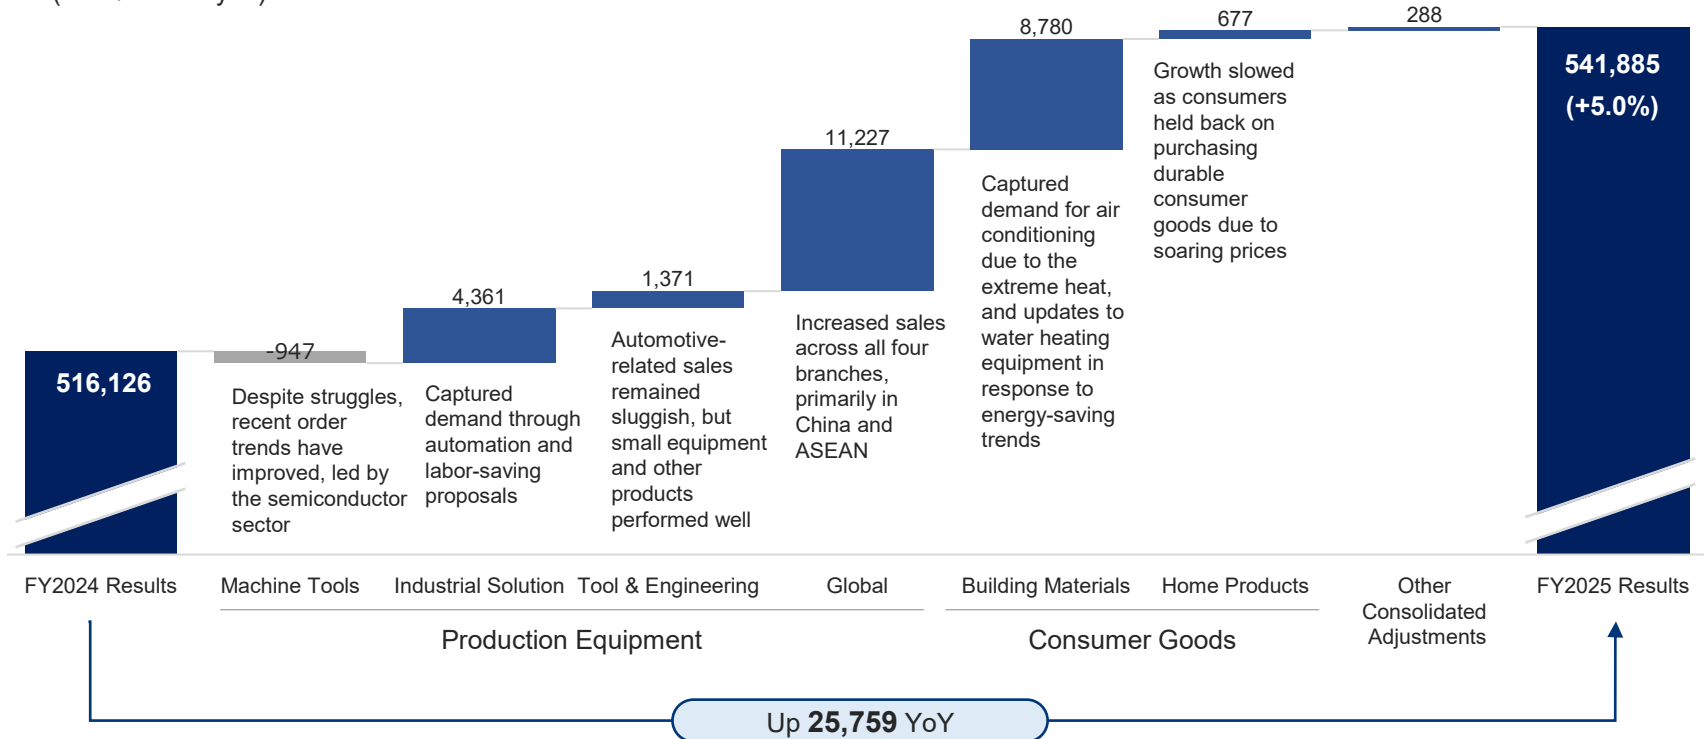 516,126
-947
Despite struggles,
recent order
trends have
improved, led by
the semiconductor
sector
4,361
Captured
demand through
automation and
labor-saving
proposals
1,371
Automotive-
related sales
remained
sluggish, but
small equipment
and other
products
performed well
11,227
Increased sales
across all four
branches,
primarily in
China and
ASEAN
8,780
Captured
demand for air
conditioning
due to the
extreme heat,
and updates to
water heating
equipment in
response to
energy-saving
trends
677
Growth slowed
as consumers
held back on
purchasing
durable
consumer
goods due to
soaring prices
288
541,885
(+5.0%)
FY2024 Results
Machine Tools
Industrial Solution
Tool & Engineering
Global
Building Materials
Home Products
Other
Consolidated
Adjustments
FY2025 Results
Production Equipment
Consumer Goods
Up 25,759 YoY